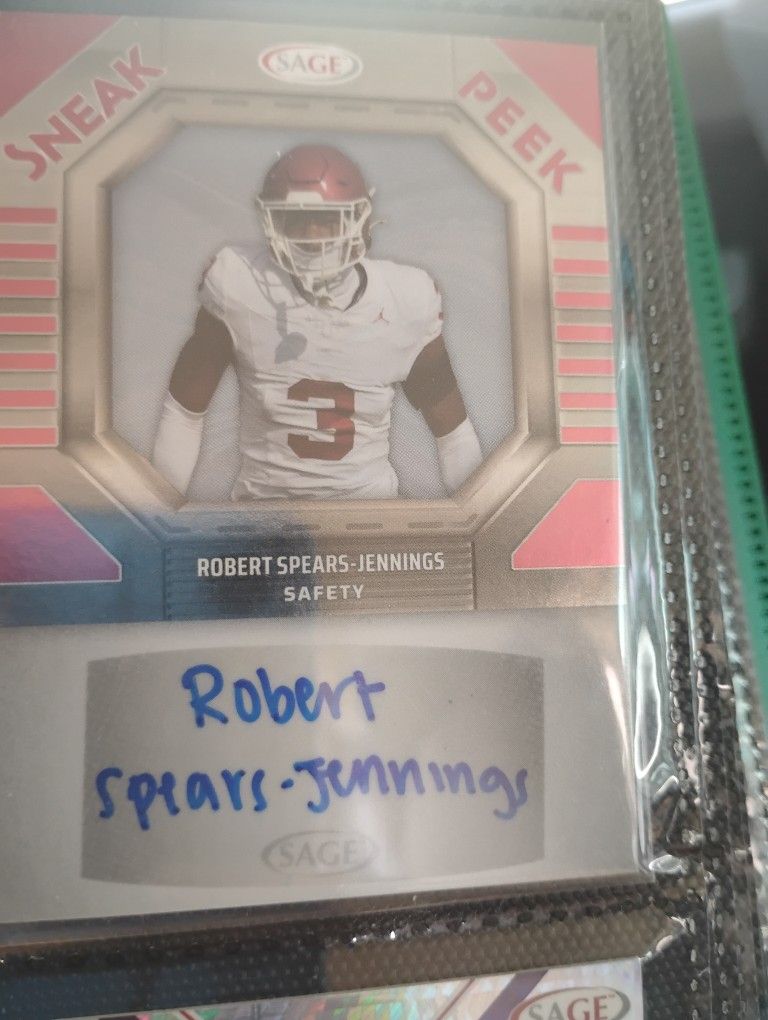 SAGE
SNEAK PEEK
3
ROBERT SPEARS-JENNINGS
SAFETY
Robert
Spears-Jennings
SAGE
SAGE